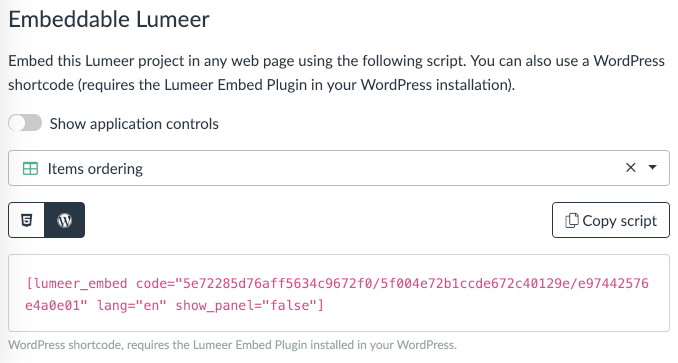 Embeddable Lumeer
Embed this Lumeer project in any web page using the following script. You can also use a WordPress
shortcode (requires the Lumeer Embed Plugin in your WordPress installation).
Show application controls
Items ordering
Copy script
[lumeer_embed code="5e72285d76aff5634c9672f0/5f004e72b1ccde672c40129e/e97442576
e4a0e01" lang="en" show_panel="false"]
WordPress shortcode, requires the Lumeer Embed Plugin installed in your WordPress.